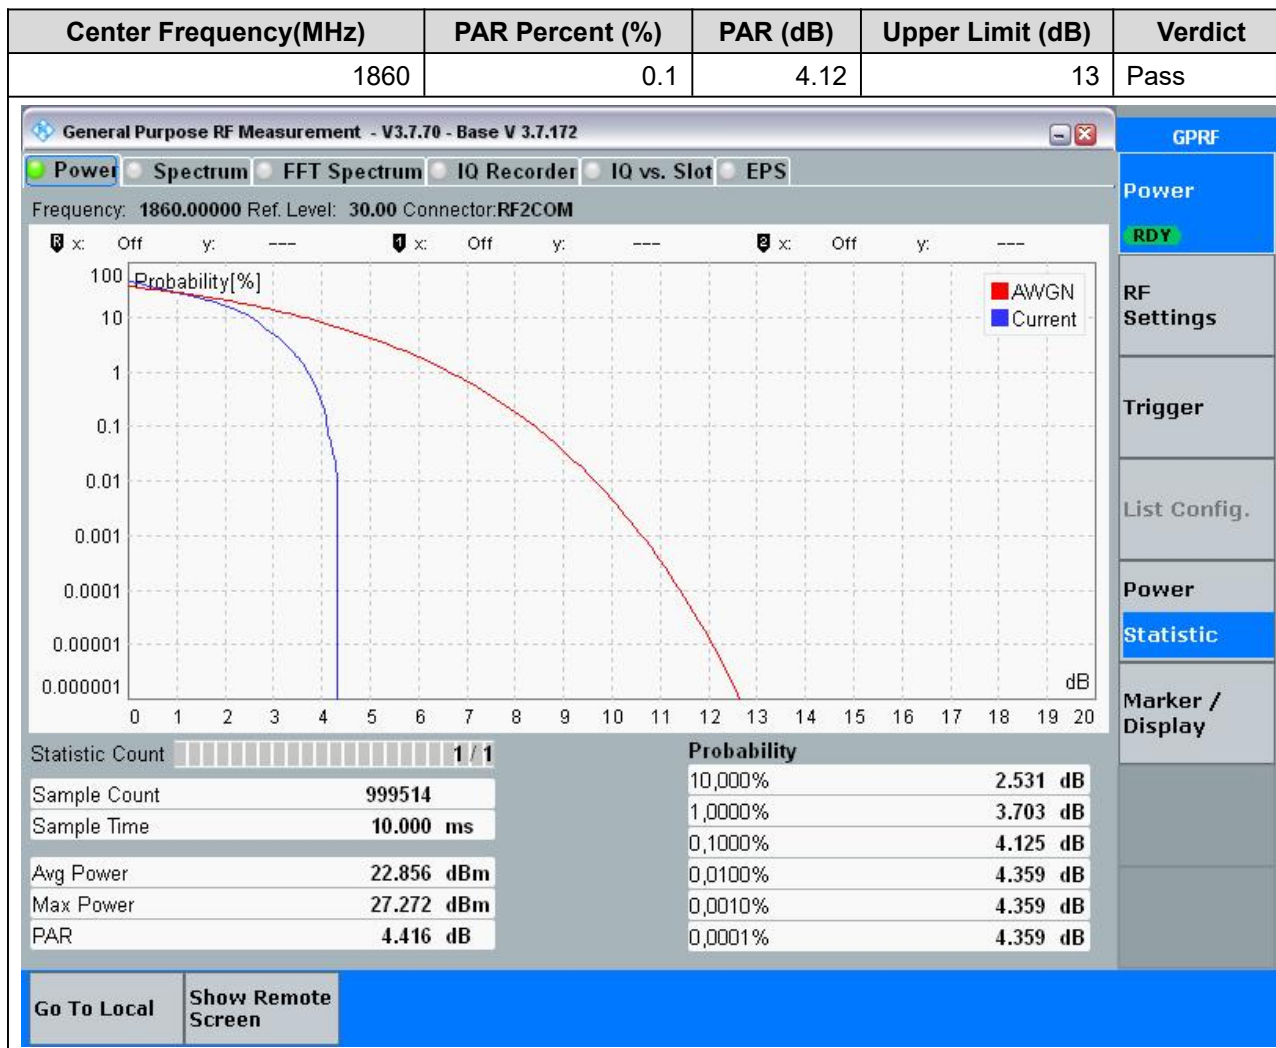 Center Frequency(MHz) PAR Percent (%) PAR (dB) Upper Limit (dB) Verdict
1860 0.1 4.12 13 Pass
General Purpose RF Measurement - V3.7.70 - Base V 3.7.172
GPRF
Power Spectrum FFT Spectrum IQ Recorder IQ vs. Slot EPS
Power
RDY
Frequency: 1860.00000 Ref. Level: 30.00 Connector:RF2COM
R x: Off y: --- 1 x: Off y: --- 2 x: Off y: ---
Probability[%]
AWGN
Current
100
10
1
0.1
0.01
0.001
0.0001
0.00001
0.000001
dB
0 1 2 3 4 5 6 7 8 9 10 11 12 13 14 15 16 17 18 19 20
RF
Settings
Trigger
List Config.
Power
Statistic
Marker /
Display
Statistic Count 1 / 1
Sample Count 999514
Sample Time 10.000 ms
Avg Power 22.856 dBm
Max Power 27.272 dBm
PAR 4.416 dB
Probability
10,000% 2.531 dB
1,0000% 3.703 dB
0,1000% 4.125 dB
0,0100% 4.359 dB
0,0010% 4.359 dB
0,0001% 4.359 dB
Go To Local
Show Remote
Screen